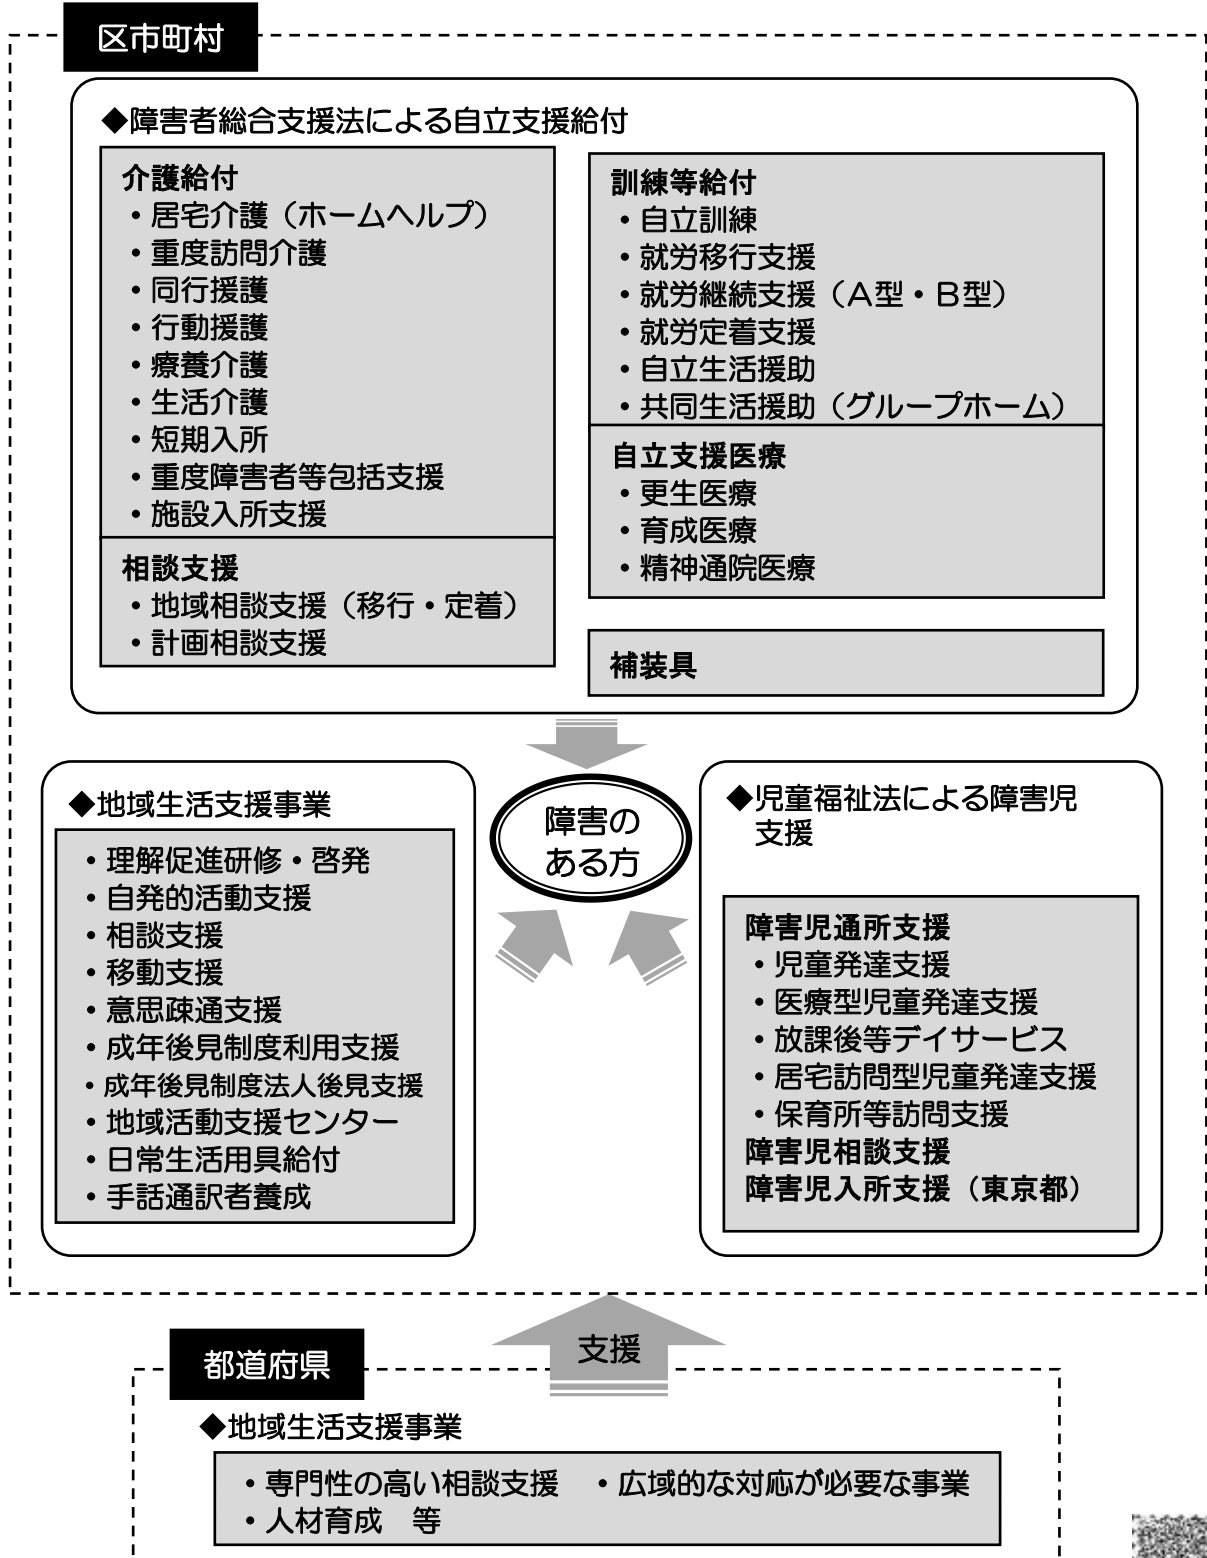 区市町村
◆障害者総合支援法による自立支援給付
介護給付
・居宅介護（ホームヘルプ）
・重度訪問介護
・同行援護
・行動援護
・療養介護
・生活介護
・短期入所
・重度障害者等包括支援
・施設入所支援
相談支援
・地域相談支援（移行・定着）
・計画相談支援
訓練等給付
・自立訓練
・就労移行支援
・就労継続支援（Ａ型・Ｂ型）
・就労定着支援
・自立生活援助
・共同生活援助（グループホーム）
自立支援医療
・更生医療
・育成医療
・精神通院医療
補装具
障害の
ある方
◆地域生活支援事業
・理解促進研修・啓発
・自発的活動支援
・相談支援
・移動支援
・意思疎通支援
・成年後見制度利用支援
・成年後見制度法人後見支援
・地域活動支援センター
・日常生活用具給付
・手話通訳者養成
◆児童福祉法による障害児
支援
障害児通所支援
・児童発達支援
・医療型児童発達支援
・放課後等デイサービス
・居宅訪問型児童発達支援
・保育所等訪問支援
障害児相談支援
障害児入所支援（東京都）
支援
都道府県
◆地域生活支援事業
・専門性の高い相談支援　・広域的な対応が必要な事業
・人材育成　等